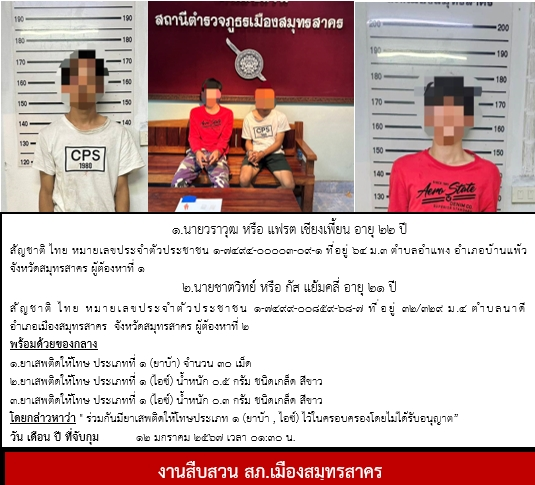 สถานีตำรวจภูธรเมืองสมุทรสาคร
CPS
1980
CPS
Aero State
๑.นายวราวุฒ หรือ แฟรต เชียงเพี้ยน อายุ ๒๒ ปี
สัญชาติ ไทย หมายเลขประจำตัวประชาชน ๑-๗๔๙๔-๐๐๐๐๓-๐๙-๑ ที่อยู่ ๖๔ ม.๓ ตำบลอำแพง อำเภอบ้านแพ้ว
จังหวัดสมุทรสาคร ผู้ต้องหาที่ ๑
๒.นายชาตวิทย์ หรือ กัส แย้มคลี่ อายุ ๒๑ ปี
สัญชาติ ไทย หมายเลขประจำตัวประชาชน ๑-๗๔๙๙-๐๐๘๕๙-๖๘-๗ ที่อยู่ ๓๒/๓๒๙ ม.๔ ตำบลนาดี
อำเภอเมืองสมุทรสาคร จังหวัดสมุทรสาคร ผู้ต้องหาที่ ๒
พร้อมด้วยของกลาง
๑.ยาเสพติดให้โทษ ประเภทที่ ๑ (ยาบ้า) จำนวน ๓๐ เม็ด
๒.ยาเสพติดให้โทษ ประเภทที่ ๑ (ไอซ์) น้ำหนัก ๐.๕ กรัม ชนิดเกล็ด สีขาว
๓.ยาเสพติดให้โทษ ประเภทที่ ๑ (ไอซ์) น้ำหนัก ๐.๓ กรัม ชนิดเกล็ด สีขาว
โดยกล่าวหาว่า " ร่วมกันมียาเสพติดให้โทษประเภท ๑ (ยาบ้า , ไอซ์) ไว้ในครอบครองโดยไม่ได้รับอนุญาต”
วัน เดือน ปี ที่จับกุม ๑๒ มกราคม ๒๕๖๗ เวลา ๐๑:๓๐ น.
งานสืบสวน สภ.เมืองสมุทรสาคร